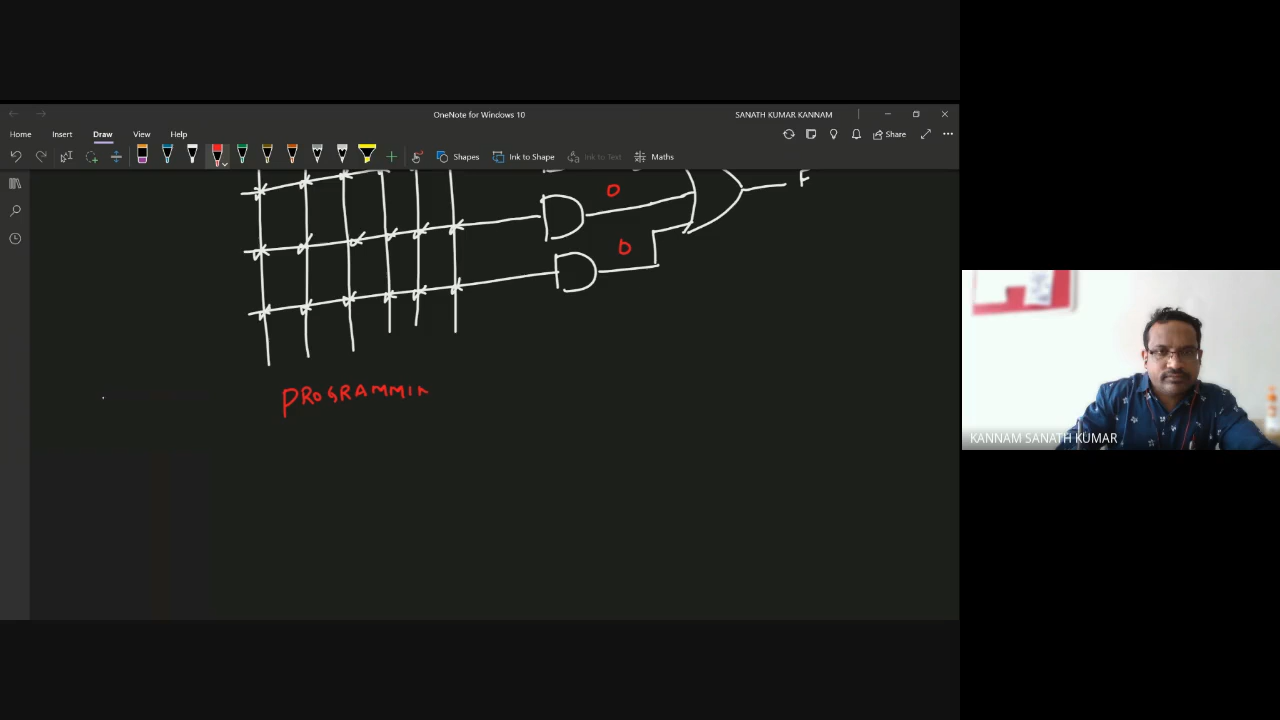 OneNote for Windows 10
SANATH KUMAR KANNAM
Home Insert Draw View Help
Share
Shapes Ink to Shape Ink to Text Maths
0
F
0
PROGRAMMIN
KANNAM SANATH KUMAR